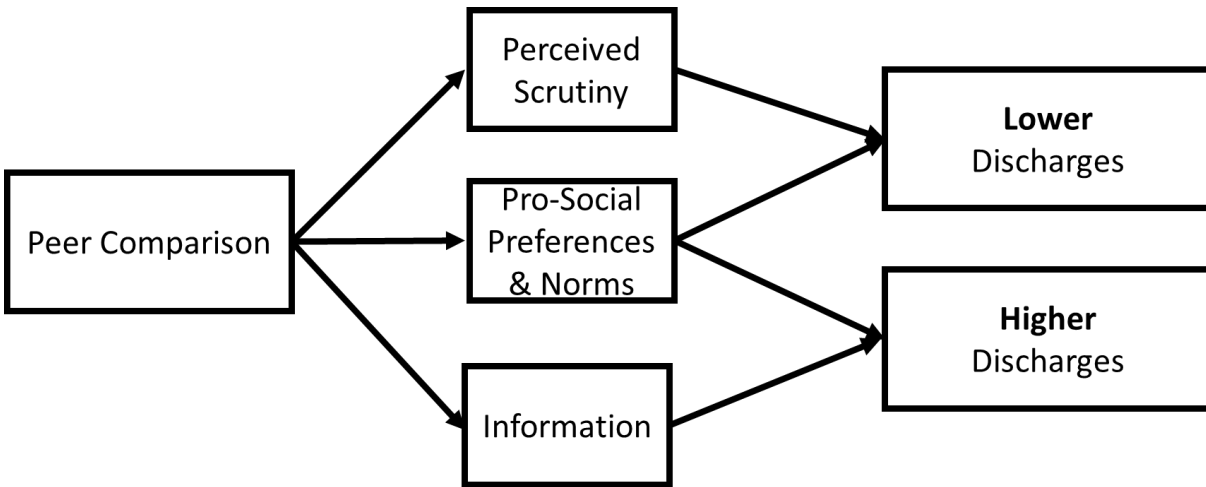 Peer Comparison
Perceived
Scrutiny
Pro-Social
Preferences
& Norms
Information
Lower
Discharges
Higher
Discharges